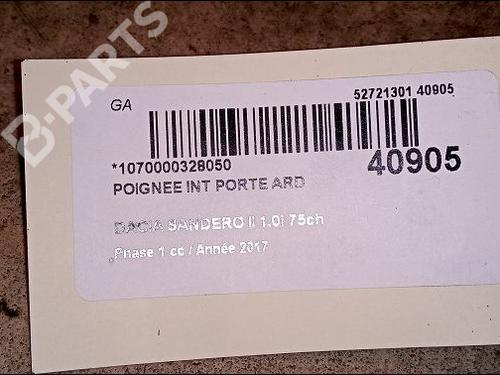 B-PARTS
GA
52721301 40905
*1070000328050
40905
POIGNEE INT PORTE ARD
DACIA SANDERO II 1.0i 75ch
Phase 1 cc / Année 2017